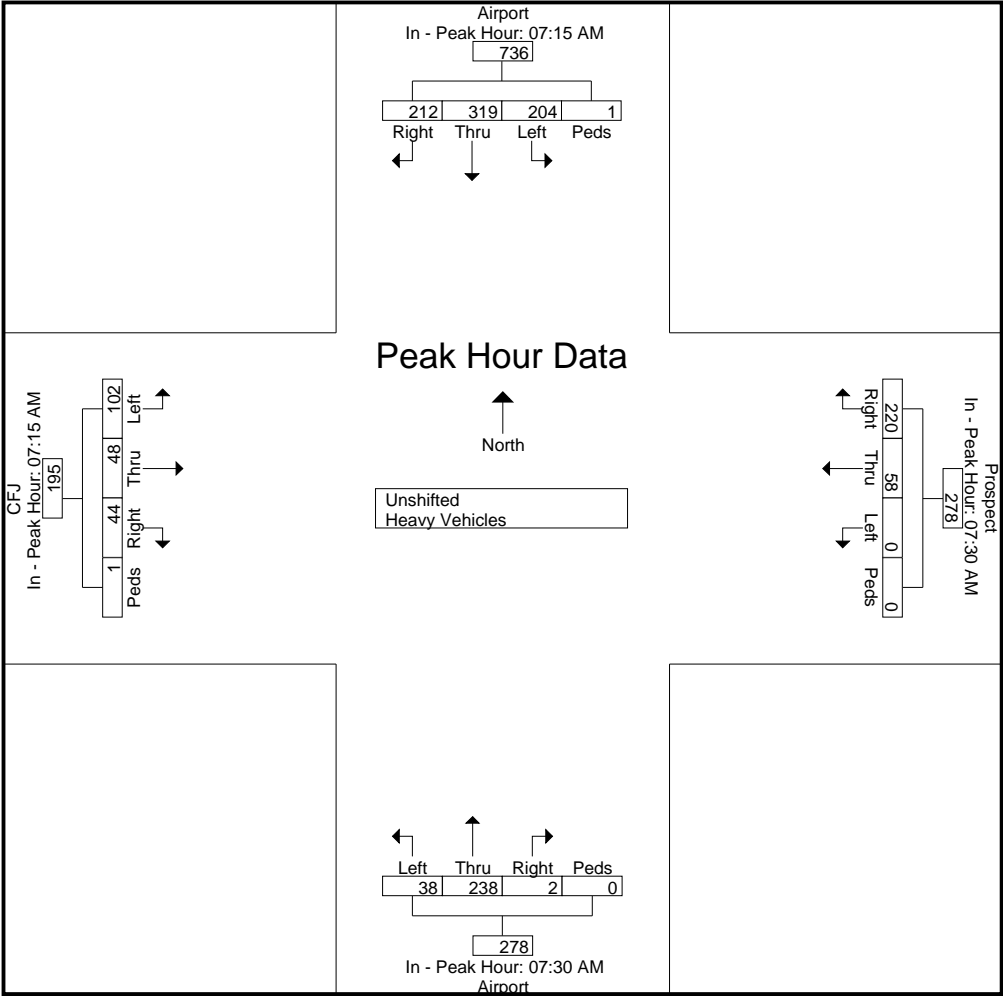 Airport
In - Peak Hour: 07:15 AM
736
212 319 204 1
Right Thru Left Peds
Peak Hour Data
North
Unshifted
Heavy Vehicles
CFJ
In - Peak Hour: 07:15 AM
195
102 48 44 1
Left Thru Right Peds
Prospect
In - Peak Hour: 07:30 AM
278
220 58 0 0
Right Thru Left Peds
Left Thru Right Peds
38 238 2 0
278
In - Peak Hour: 07:30 AM
Airport